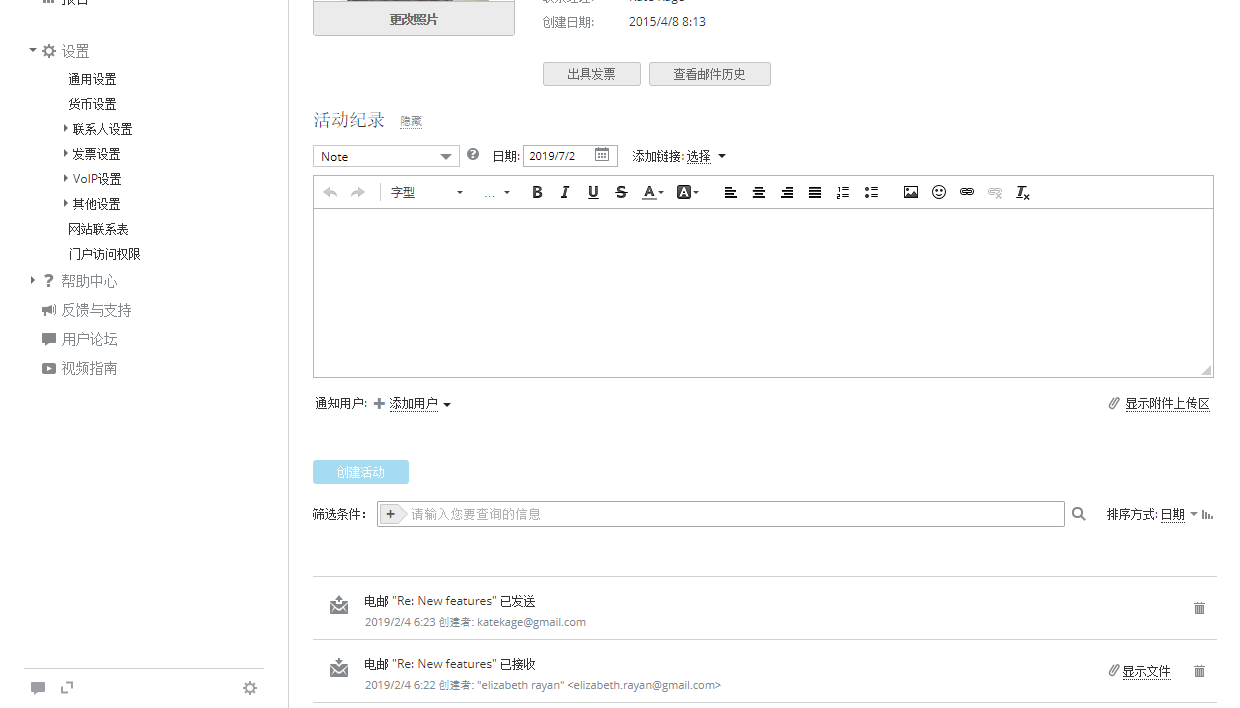 报告
设置
通用设置
货币设置
联系人设置
发票设置
VoIP设置
其他设置
网站联系表
门户访问权限
帮助中心
反馈与支持
用户论坛
视频指南
更改照片
创建日期: 2015/4/8 8:13
出具发票 查看邮件历史
活动纪录 隐藏
Note 日期: 2019/7/2 添加链接: 选择
字型 ... B I U S A A
通知用户: 添加用户 显示附件上传区
创建活动
筛选条件: + 请输入您要查询的信息 排序方式: 日期
电邮 "Re: New features" 已发送
2019/2/4 6:23 创建者: katekage@gmail.com
电邮 "Re: New features" 已接收
2019/2/4 6:22 创建者: "elizabeth rayan" <elizabeth.rayan@gmail.com> 显示文件